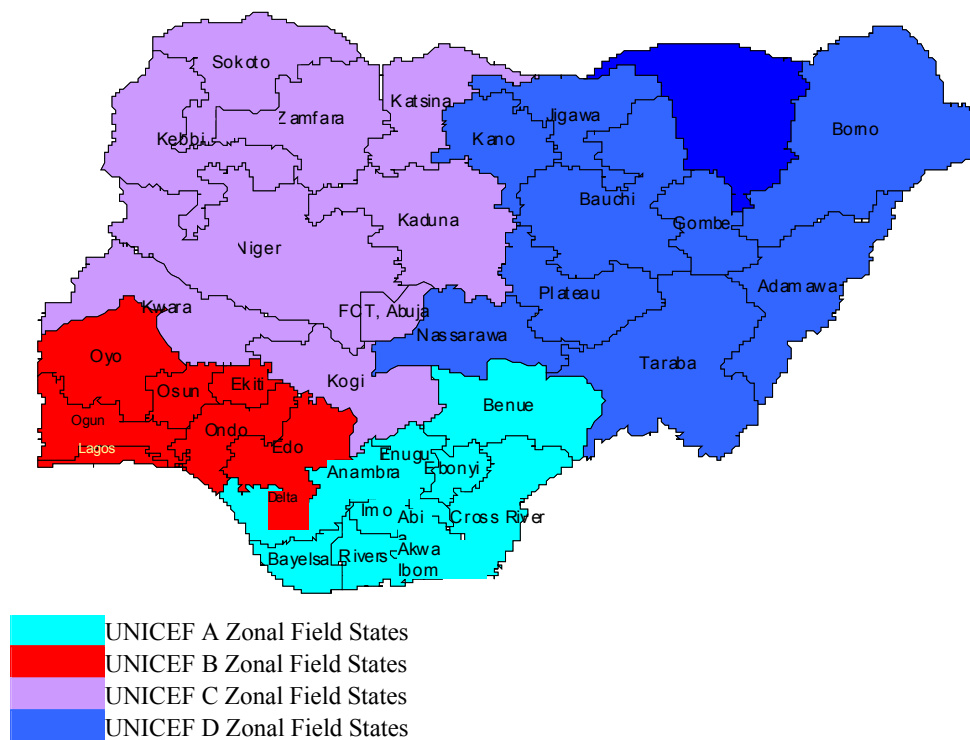 Sokoto
Katsina
Zamfara
Kebbi
Kano
Jigawa
Borno
Bauchi
Kaduna
Gombe
Niger
Adamawa
Plateau
Kwara
FCT, Abuja
Nassarawa
Taraba
Oyo
Kogi
Ekiti
Osun
Benue
Ogun
Ondo
Lagos
Edo
Enugu
Anambra
Ebonyi
Delta
Imo
Abi
Cross River
Bayelsa
Rivers
Akwa
Ibom
UNICEF A Zonal Field States
UNICEF B Zonal Field States
UNICEF C Zonal Field States
UNICEF D Zonal Field States